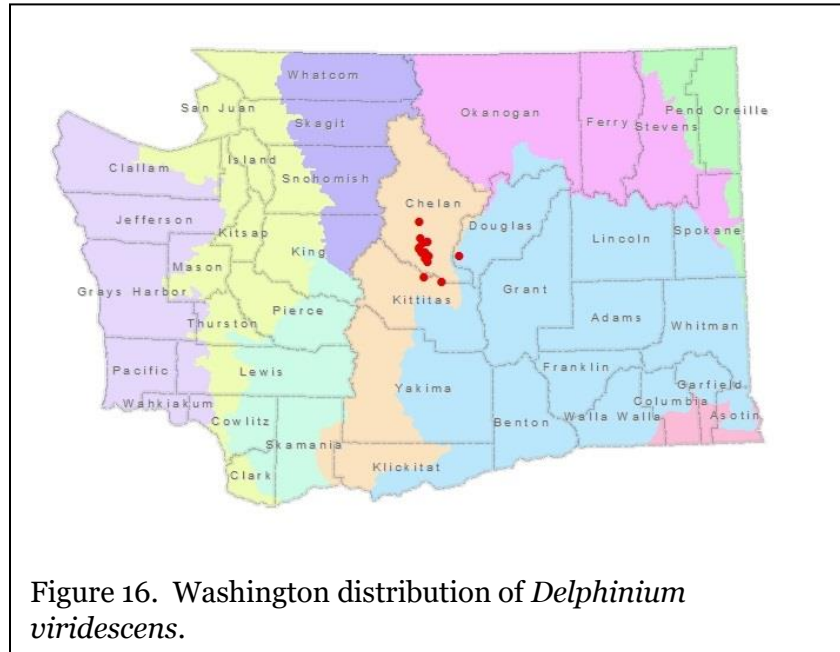 Whatcom
San Juan
Okanogan
Pend Oreille
Skagit
Ferry
Stevens
Island
Clallam
Snohomish
Chelan
Jefferson
Douglas
Kitsap
Lincoln
Spokane
King
Mason
Grays Harbor
Grant
Kittitas
Pierce
Adams
Whitman
Thurston
Pacific
Lewis
Franklin
Garfield
Yakima
Columbia
Wahkiakum
Asotin
Cowlitz
Benton
Walla Walla
Skamania
Klickitat
Clark
Figure 16. Washington distribution of Delphinium
viridescens.